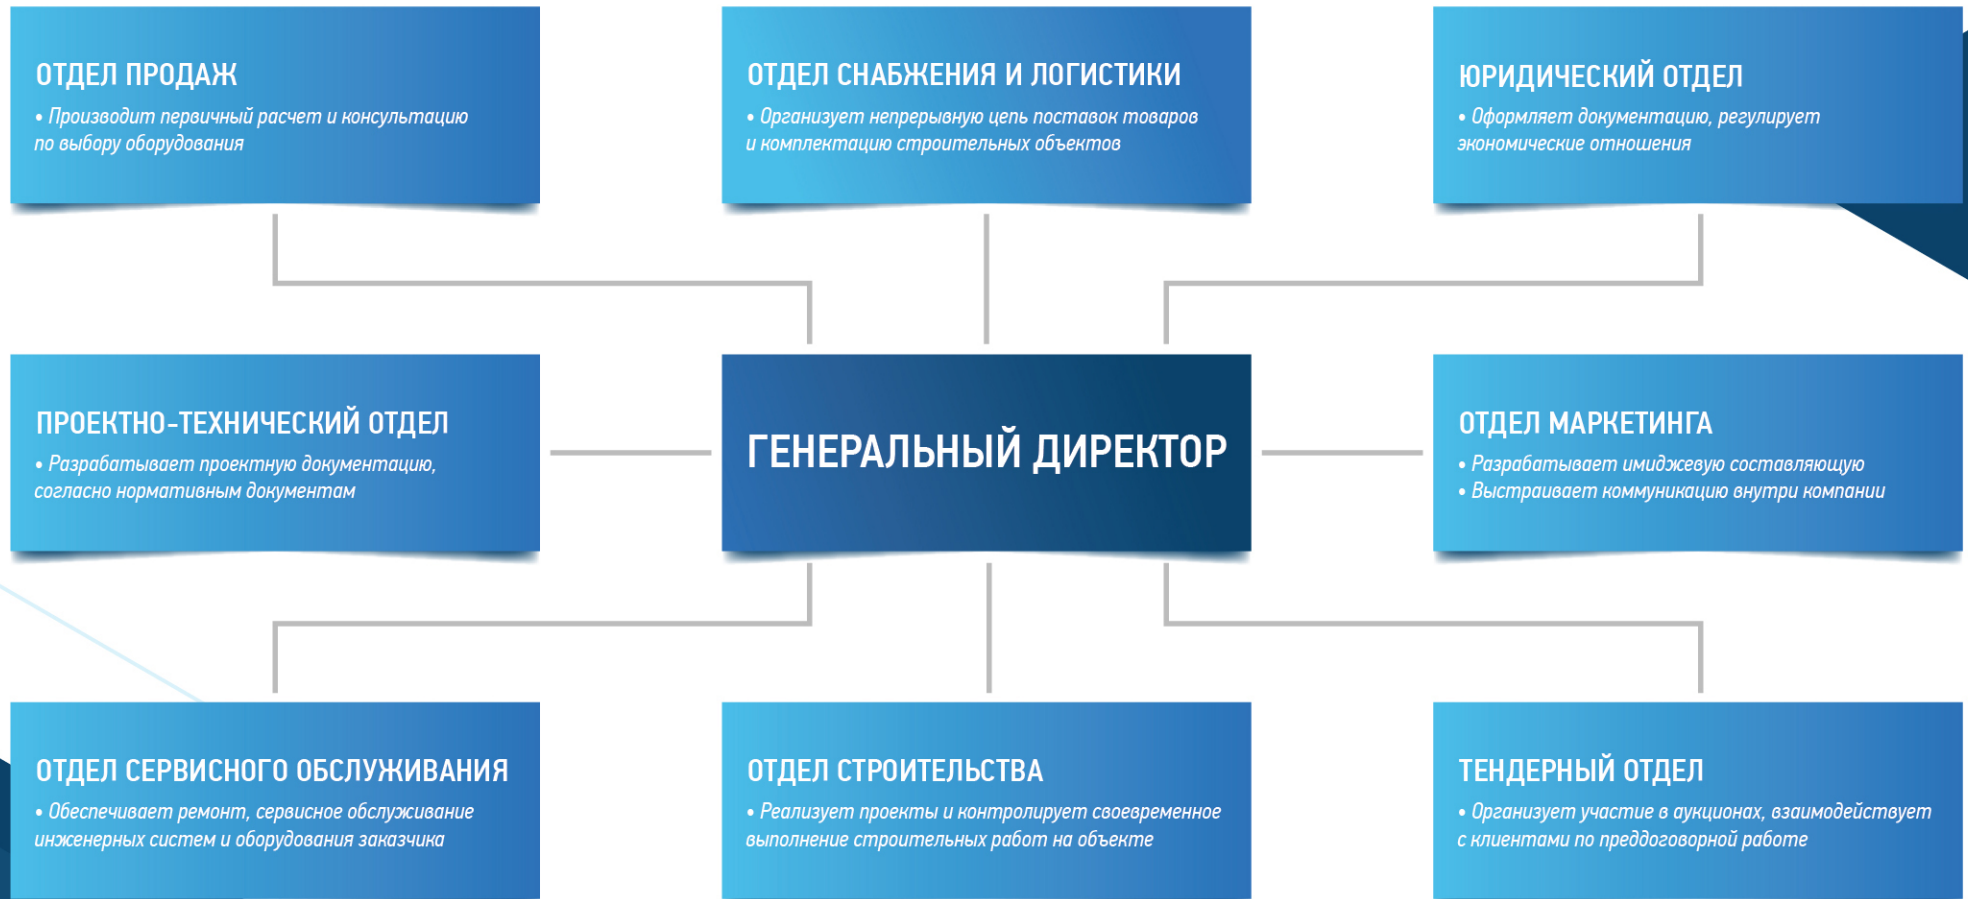 ОТДЕЛ ПРОДАЖ
• Производит первичный расчет и консультацию
по выбору оборудования
ОТДЕЛ СНАБЖЕНИЯ И ЛОГИСТИКИ
• Организует непрерывную цепь поставок товаров
и комплектацию строительных объектов
ЮРИДИЧЕСКИЙ ОТДЕЛ
• Оформляет документацию, регулирует
экономические отношения
ПРОЕКТНО-ТЕХНИЧЕСКИЙ ОТДЕЛ
• Разрабатывает проектную документацию,
согласно нормативным документам
ГЕНЕРАЛЬНЫЙ ДИРЕКТОР
ОТДЕЛ МАРКЕТИНГА
• Разрабатывает имиджевую составляющую
• Выстраивает коммуникацию внутри компании
ОТДЕЛ СЕРВИСНОГО ОБСЛУЖИВАНИЯ
• Обеспечивает ремонт, сервисное обслуживание
инженерных систем и оборудования заказчика
ОТДЕЛ СТРОИТЕЛЬСТВА
• Реализует проекты и контролирует своевременное
выполнение строительных работ на объекте
ТЕНДЕРНЫЙ ОТДЕЛ
• Организует участие в аукционах, взаимодействует
с клиентами по преддоговорной работе